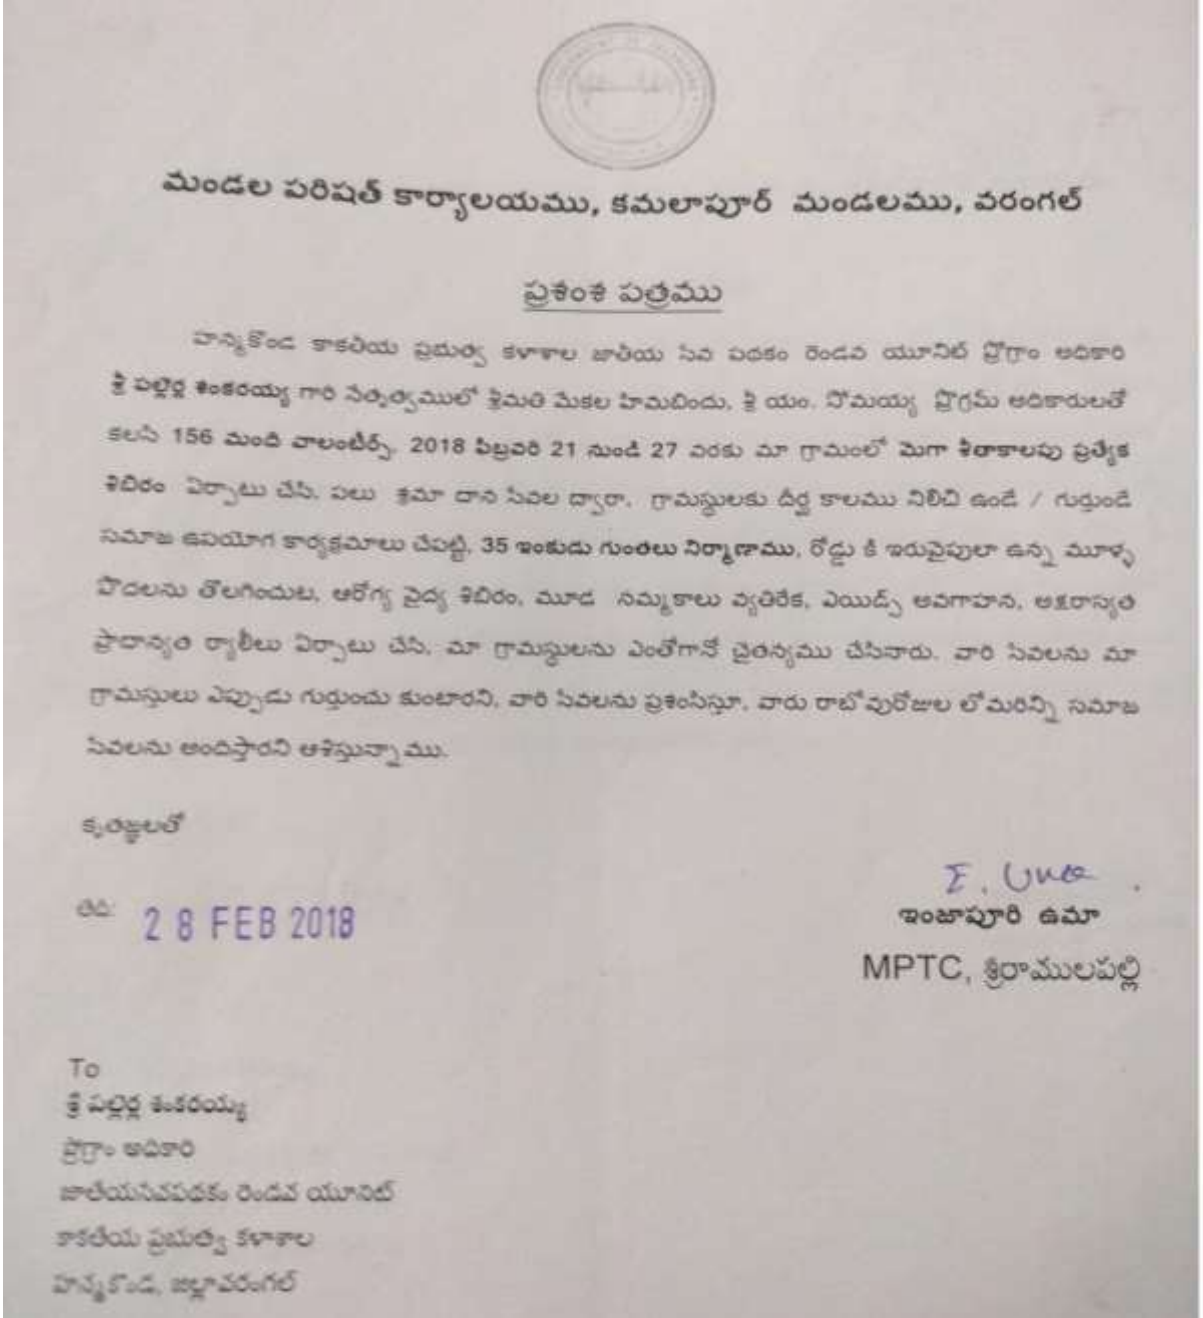 మండల పరిషత్ కార్యాలయము, కమలాపూర్ మండలము, వరంగల్
ప్రశంశ పత్రము
హన్మకొండ కాకతీయ ప్రభుత్వ కళాశాల జాతీయ సేవ పథకం రెండవ యూనిట్ ప్రోగ్రాం అధికారి
శ్రీ పల్లెర్ల శంకరయ్య గారి నేతృత్వములో శ్రీమతి మేకల హిమబిందు, శ్రీ యం. సోమయ్య ప్రొగ్రమ్ అధికారులతో
కలసి 156 మంది వాలంటీర్స్, 2018 ఫిబ్రవరి 21 నుండి 27 వరకు మా గ్రామంలో మెగా శీతాకాలపు ప్రత్యేక
శిబిరం ఏర్పాటు చేసి, పలు శ్రమా దాన సేవల ద్వారా, గ్రామస్థులకు దీర్ఘ కాలము నిలిచి ఉండే / గుర్తుండే
సమాజ ఉపయోగ కార్యక్రమాలు చేపట్టి, 35 ఇంకుడు గుంతలు నిర్మాణాము, రోడ్డు కి ఇరువైపులా ఉన్న మూళ్ళ
పొదలను తొలగించుట, ఆరోగ్య వైద్య శిబిరం, మూడ నమ్మకాలు వ్యతిరేక, ఎయిడ్స్ అవగాహన, అక్షరాస్యత
ప్రాదాన్యత ర్యాలీలు ఏర్పాటు చేసి, మా గ్రామస్థులను ఎంతోగానో చైతన్యము చేసినారు. వారి సేవలను మా
గ్రామస్తులు ఎప్పుడు గుర్తుంచు కుంటారని, వారి సేవలను ప్రశంసిస్తూ, వారు రాబోవురోజుల లోమరిన్ని సమాజ
సేవలను అందిస్తారని ఆశిస్తున్నాము.
కృతజ్ఞలతో
E. Uma
తేది: 28 FEB 2018
ఇంజాపూరి ఉమా
MPTC, శ్రీరాములపల్లి
To
శ్రీ పల్లెర్ల శంకరయ్య
ప్రోగ్రాం అధికారి
జాతీయసేవపథకం రెండవ యూనిట్
కాకతీయ ప్రభుత్వ కళాశాల
హన్మకొండ, జిల్లావరంగల్